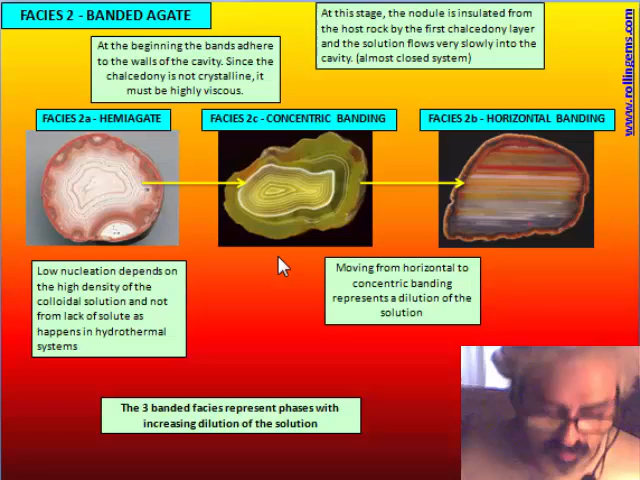 FACIES 2 - BANDED AGATE
At this stage, the nodule is insulated from
the host rock by the first chalcedony layer
and the solution flows very slowly into the
cavity. (almost closed system)
www.rollingems.com
At the beginning the bands adhere
to the walls of the cavity. Since the
chalcedony is not crystalline, it
must be highly viscous.
FACIES 2a - HEMIAGATE
FACIES 2c - CONCENTRIC BANDING
FACIES 2b - HORIZONTAL BANDING
Low nucleation depends on
the high density of the
colloidal solution and not
from lack of solute as
happens in hydrothermal
systems
Moving from horizontal to
concentric banding
represents a dilution of the
solution
The 3 banded facies represent phases with
increasing dilution of the solution